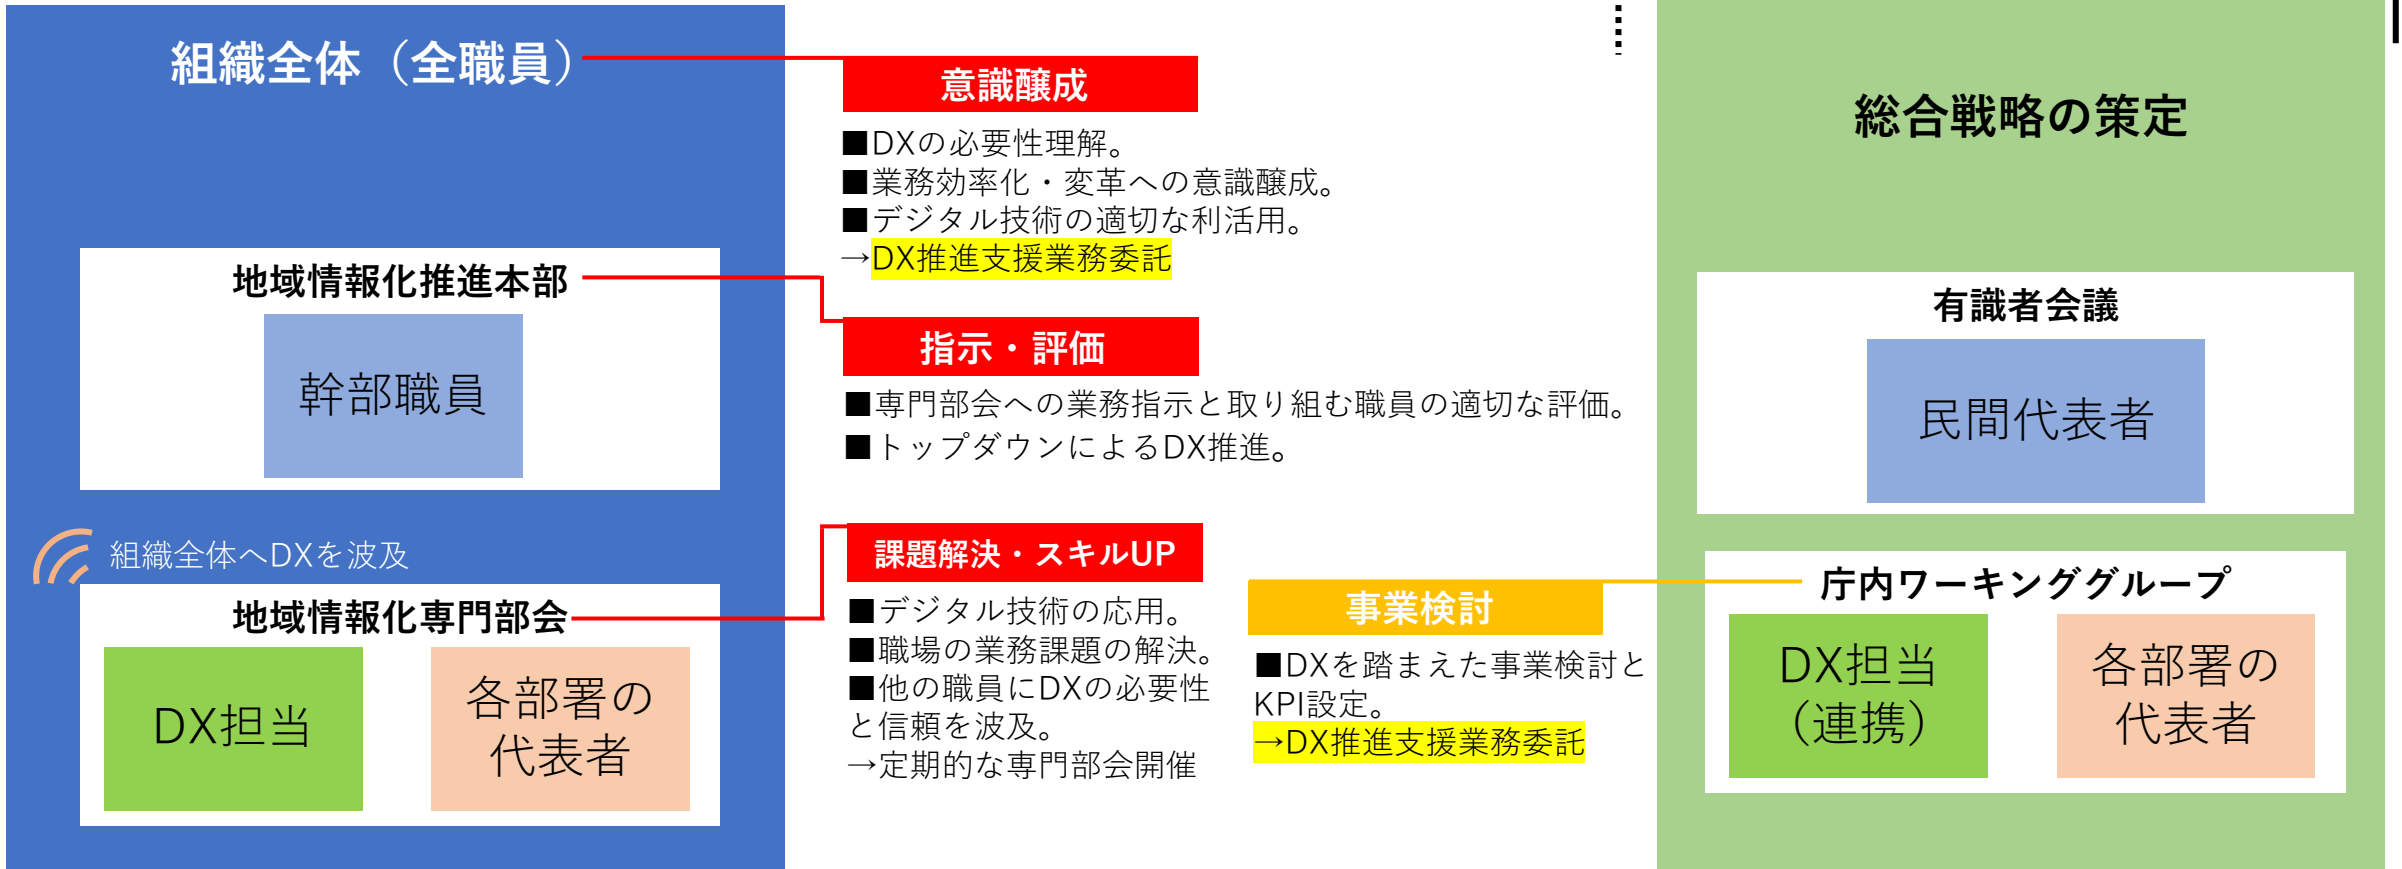 組織全体（全職員）
地域情報化推進本部
幹部職員
組織全体へDXを波及
地域情報化専門部会
DX担当
各部署の
代表者
意識醸成
■DXの必要性理解。
■業務効率化・変革への意識醸成。
■デジタル技術の適切な利活用。
→DX推進支援業務委託
指示・評価
■専門部会への業務指示と取り組む職員の適切な評価。
■トップダウンによるDX推進。
課題解決・スキルUP
■デジタル技術の応用。
■職場の業務課題の解決。
■他の職員にDXの必要性
と信頼を波及。
→定期的な専門部会開催
事業検討
■DXを踏まえた事業検討と
KPI設定。
→DX推進支援業務委託
総合戦略の策定
有識者会議
民間代表者
庁内ワーキンググループ
DX担当
（連携）
各部署の
代表者